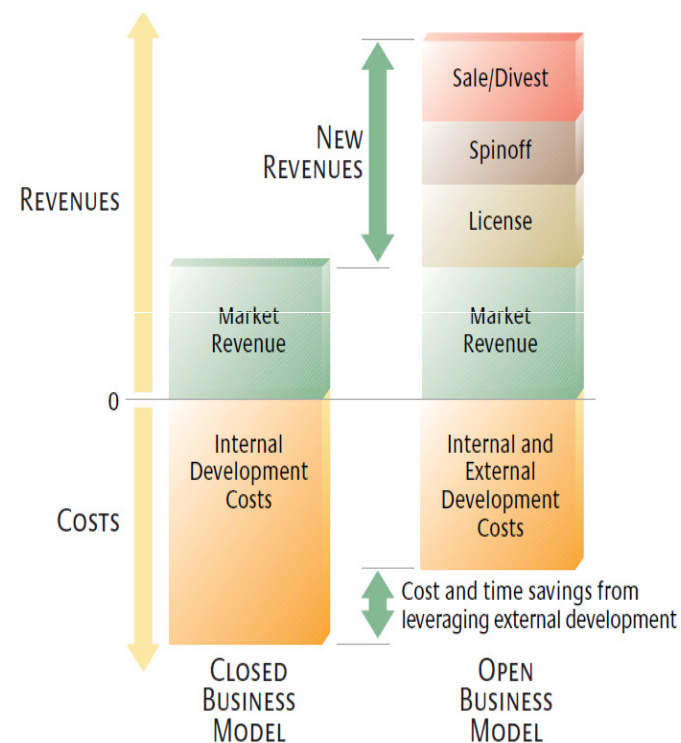 Sale/Divest
NEW
REVENUES
Spinoff
REVENUES
License
Market
Revenue
Market
Revenue
0
Internal
Development
Costs
Internal and
External
Development
Costs
COSTS
Cost and time savings from
leveraging external development
CLOSED
BUSINESS
MODEL
OPEN
BUSINESS
MODEL